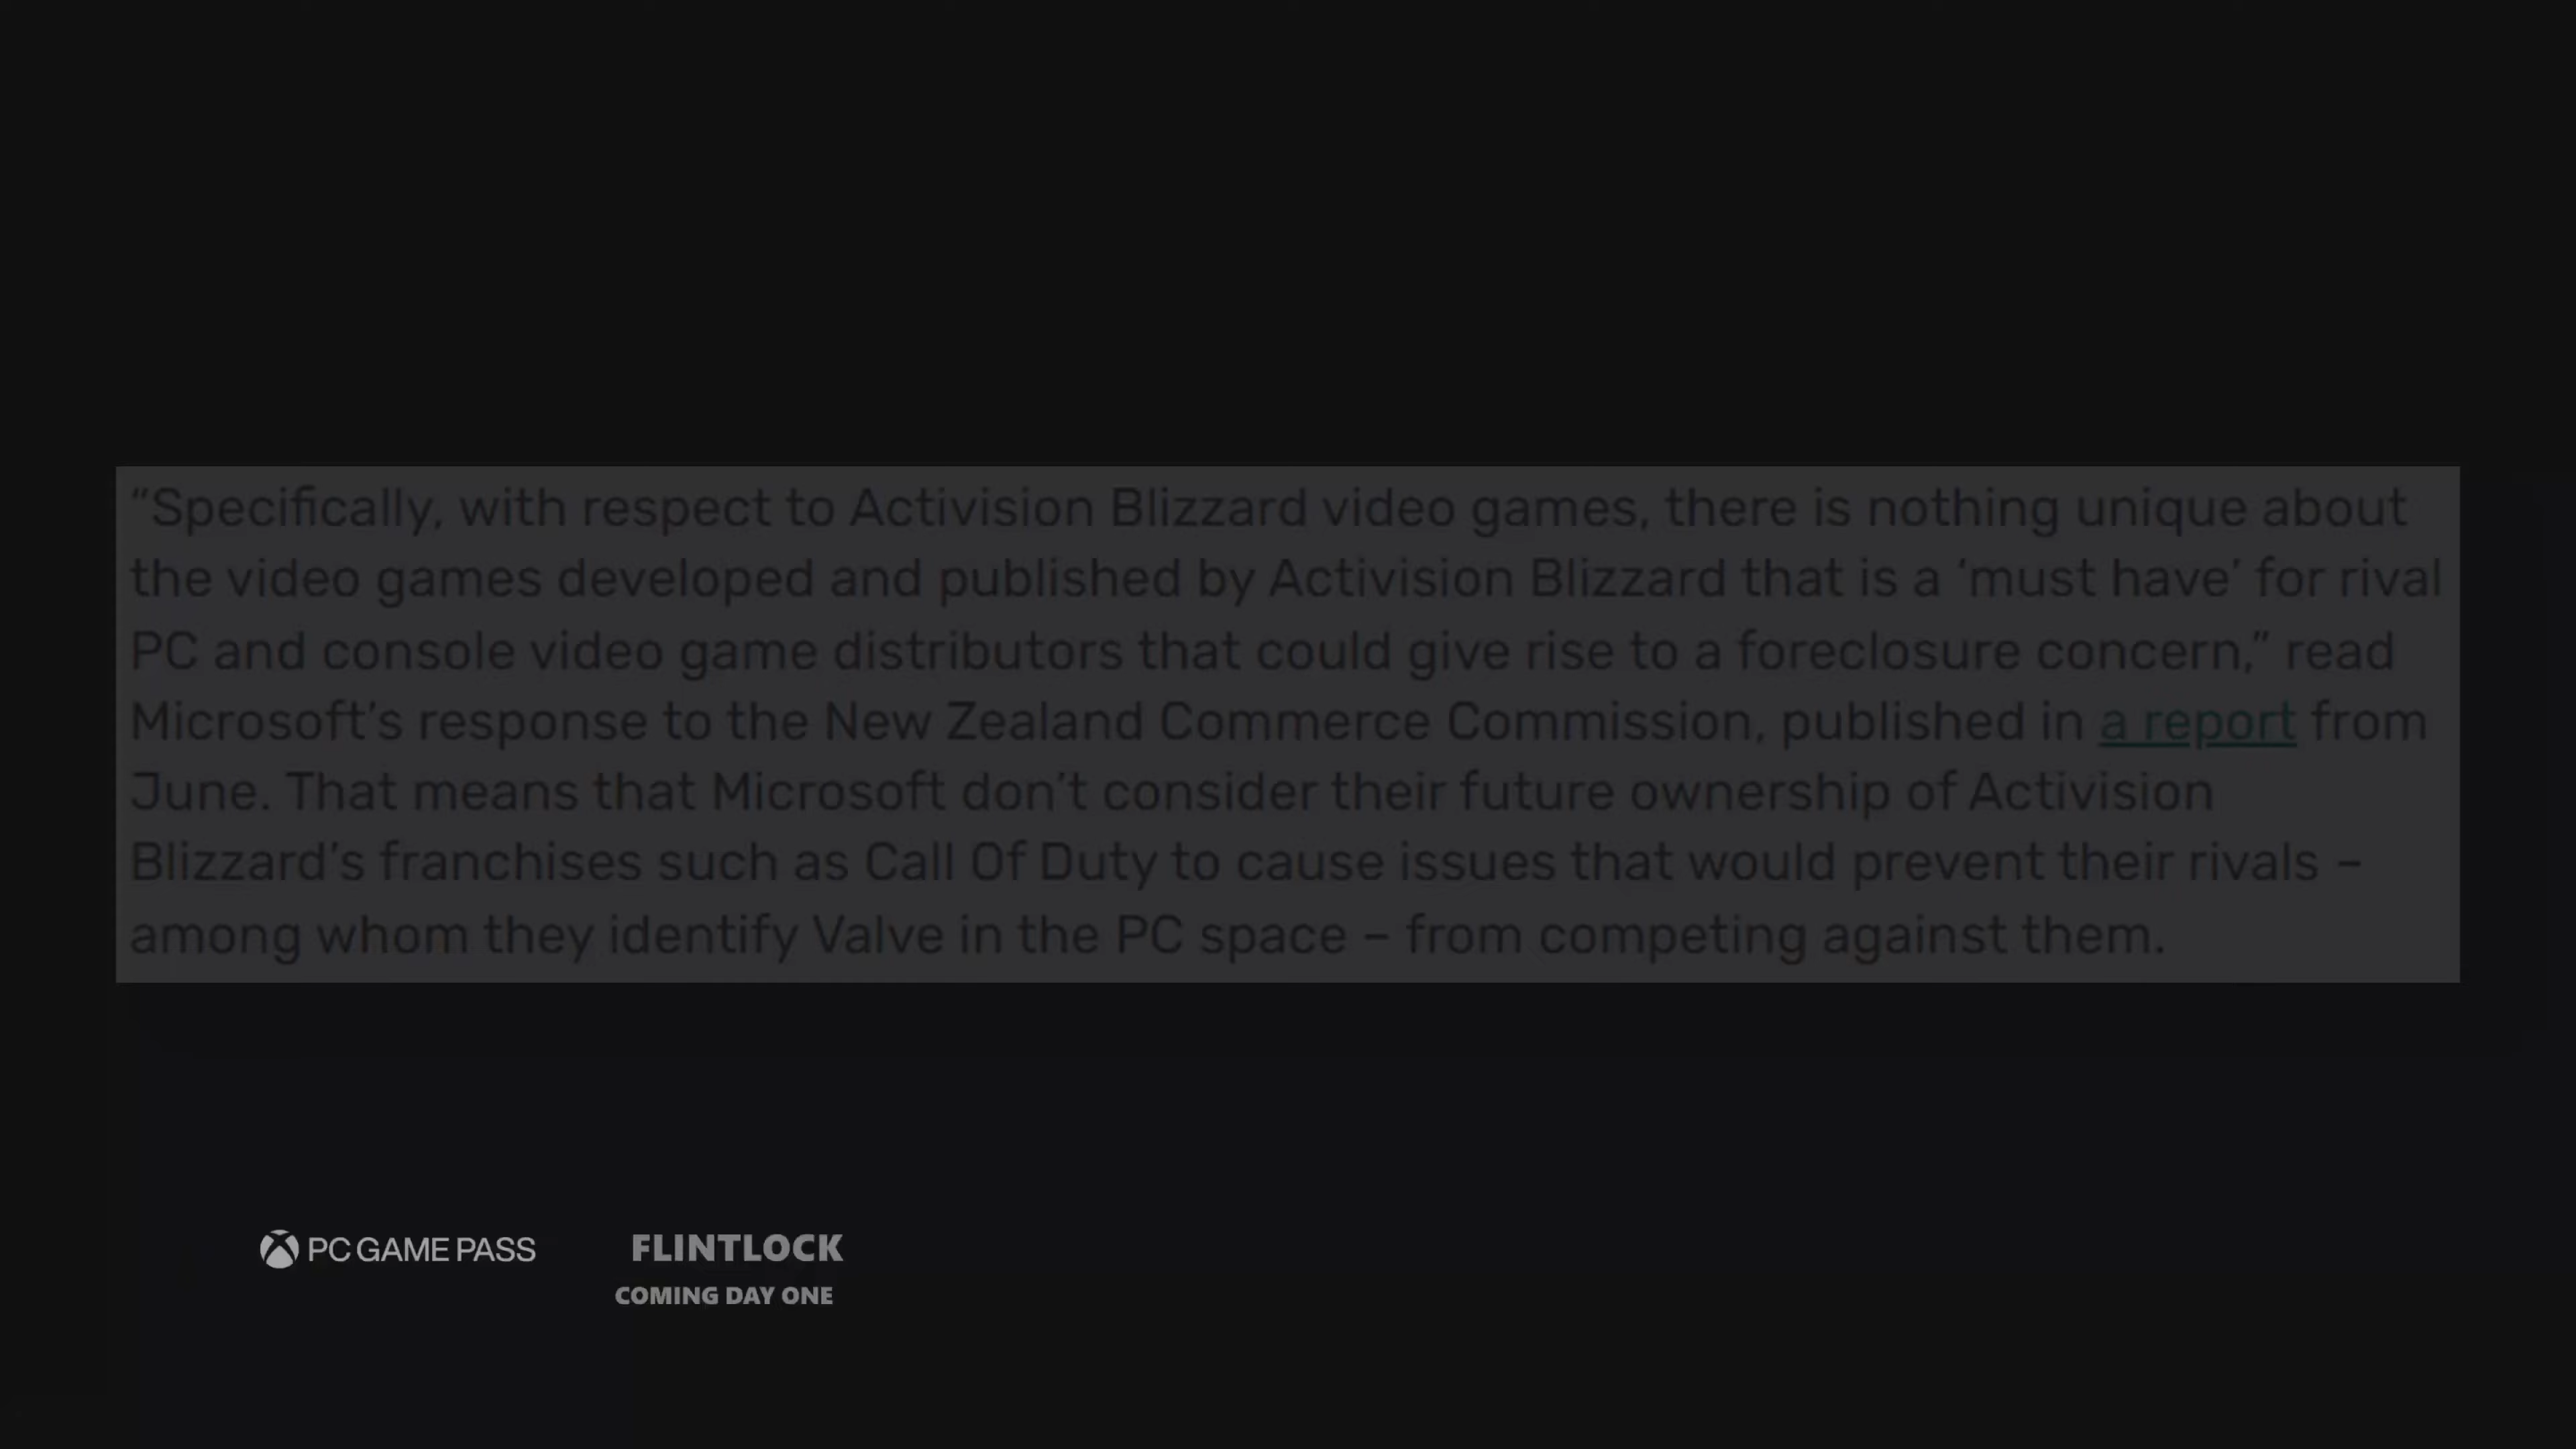 “Specifically, with respect to Activision Blizzard video games, there is nothing unique about
the video games developed and published by Activision Blizzard that is a ‘must have’ for rival
PC and console video game distributors that could give rise to a foreclosure concern,” read
Microsoft’s response to the New Zealand Commerce Commission, published in a report from
June. That means that Microsoft don’t consider their future ownership of Activision
Blizzard’s franchises such as Call Of Duty to cause issues that would prevent their rivals –
among whom they identify Valve in the PC space – from competing against them.
PC GAME PASS
FLINTLOCK
COMING DAY ONE